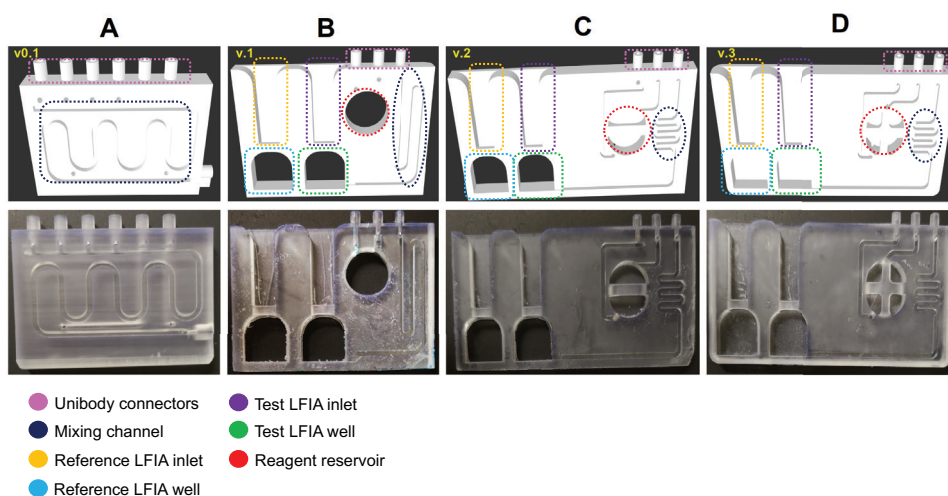 A
B
C
D
v0.1
v.1
v.2
v.3
Unibody connectors
Mixing channel
Reference LFIA inlet
Reference LFIA well
Test LFIA inlet
Test LFIA well
Reagent reservoir